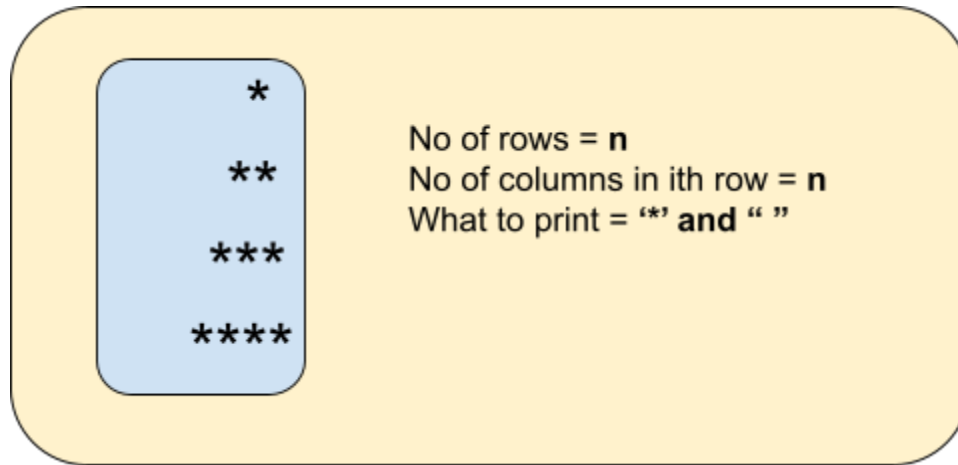 *
**
***
****
No of rows = n
No of columns in ith row = n
What to print = ‘*’ and “ ”